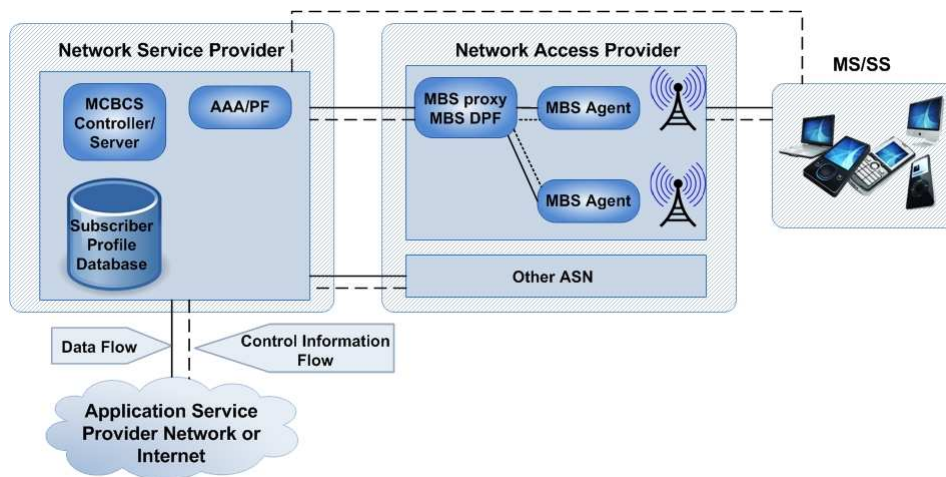 Network Service Provider
Network Access Provider
MS/SS
MCBCS
Controller/
Server
AAA/PF
MBS proxy
MBS DPF
MBS Agent
MBS Agent
Subscriber
Profile
Database
Other ASN
Data Flow
Control Information
Flow
Application Service
Provider Network or
Internet